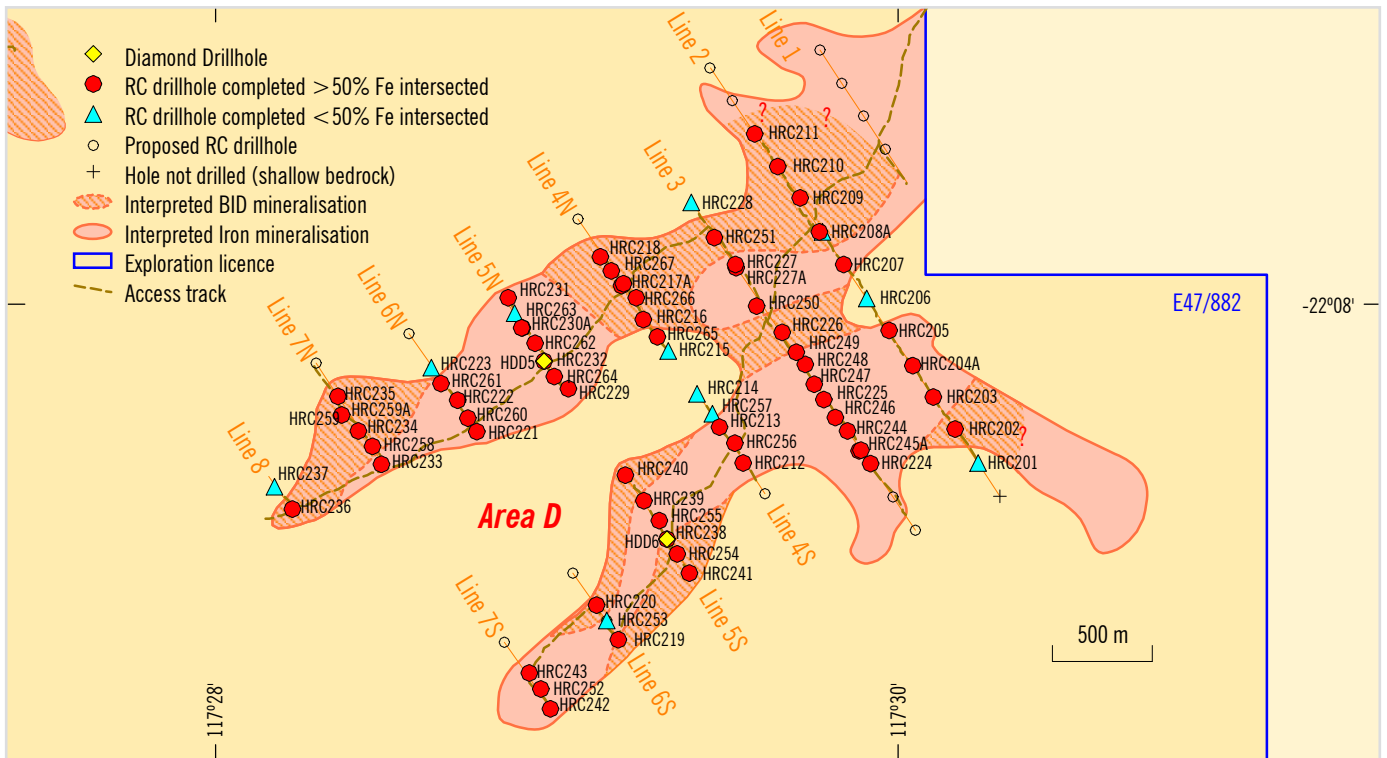 Diamond Drillhole
RC drillhole completed >50% Fe intersected
RC drillhole completed <50% Fe intersected
Proposed RC drillhole
Hole not drilled (shallow bedrock)
Interpreted BID mineralisation
Interpreted Iron mineralisation
Exploration licence
Access track
Line 1
Line 2
?
?
HRC211
HRC210
HRC209
HRC208A
HRC207
HRC206
HRC205
HRC204A
HRC203
HRC202
?
HRC201
Line 3
HRC228
HRC251
HRC227
HRC227A
HRC250
HRC226
HRC249
HRC248
HRC247
HRC225
HRC246
HRC244
HRC245A
HRC224
Line 4N
HRC218
HRC267
HRC217A
HRC266
HRC216
HRC265
HRC215
HRC214
HRC257
HRC213
HRC256
HRC212
Line 4S
Line 5N
HRC231
HRC263
HRC230A
HRC262
HDD5
HRC232
HRC264
HRC229
Line 6N
HRC223
HRC261
HRC222
HRC260
HRC221
Line 7N
HRC235
HRC259
HRC259A
HRC234
HRC258
HRC233
Line 8
HRC237
HRC236
Area D
HRC240
HRC239
HRC255
HRC238
HDD6
HRC254
HRC241
Line 5S
HRC220
HRC253
HRC219
Line 6S
Line 7S
HRC243
HRC252
HRC242
E47/882
-22°08'
500 m
117°28'
117°30'